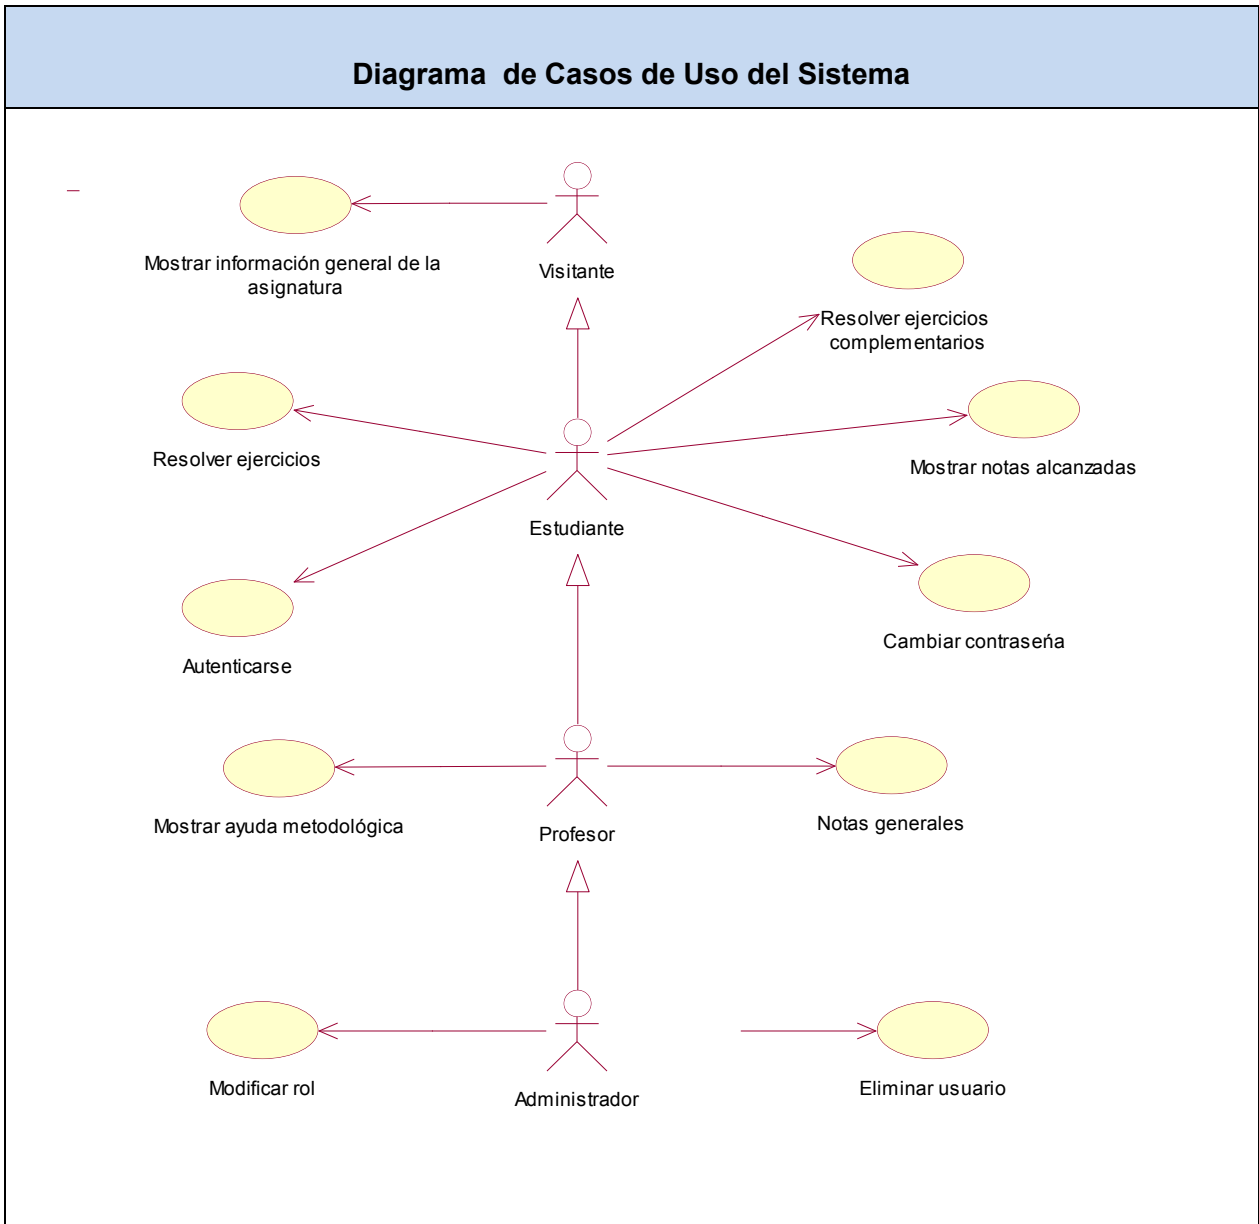 Diagrama de Casos de Uso del Sistema
Mostrar información general de la
asignatura
Visitante
Resolver ejercicios
complementarios
Resolver ejercicios
Mostrar notas alcanzadas
Estudiante
Autenticarse
Cambiar contraseńa
Mostrar ayuda metodológica
Profesor
Notas generales
Modificar rol
Administrador
Eliminar usuario